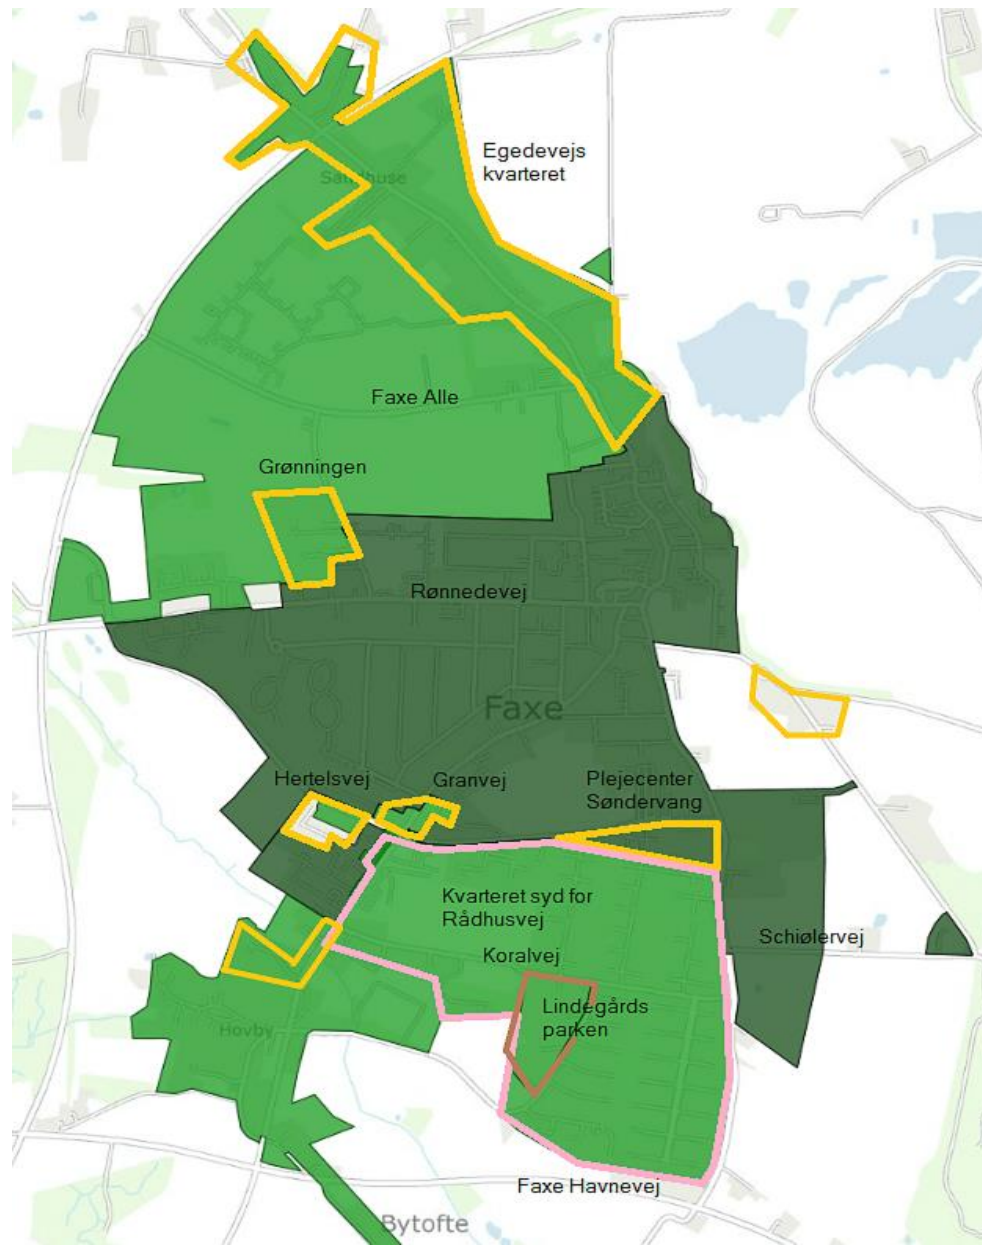 Egedevejs
kvarteret
Sandhuse
Faxe Alle
Grønningen
Rønnedevej
Faxe
Hertelsvej
Granvej
Plejecenter
Søndervang
Kvarteret syd for
Rådhusvej
Schiølervej
Koralvej
Lindegårds
parken
Hovby
Faxe Havnevej
Bytofte